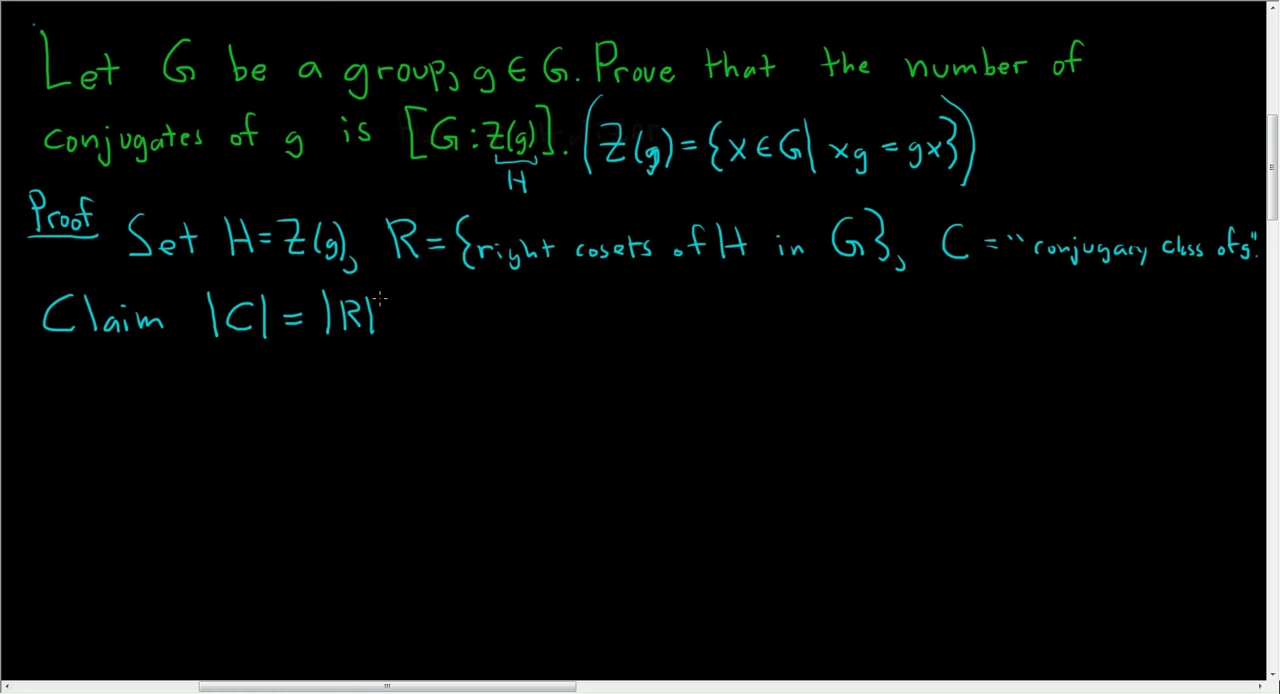 Let G be a group, g ∈ G. Prove that the number of
conjugates of g is [G : Z(g)]. (Z(g) = {x ∈ G | xg = gx})
H
Proof Set H = Z(g), R = {right cosets of H in G}, C = "conjugary class of g".
Claim |C| = |R|